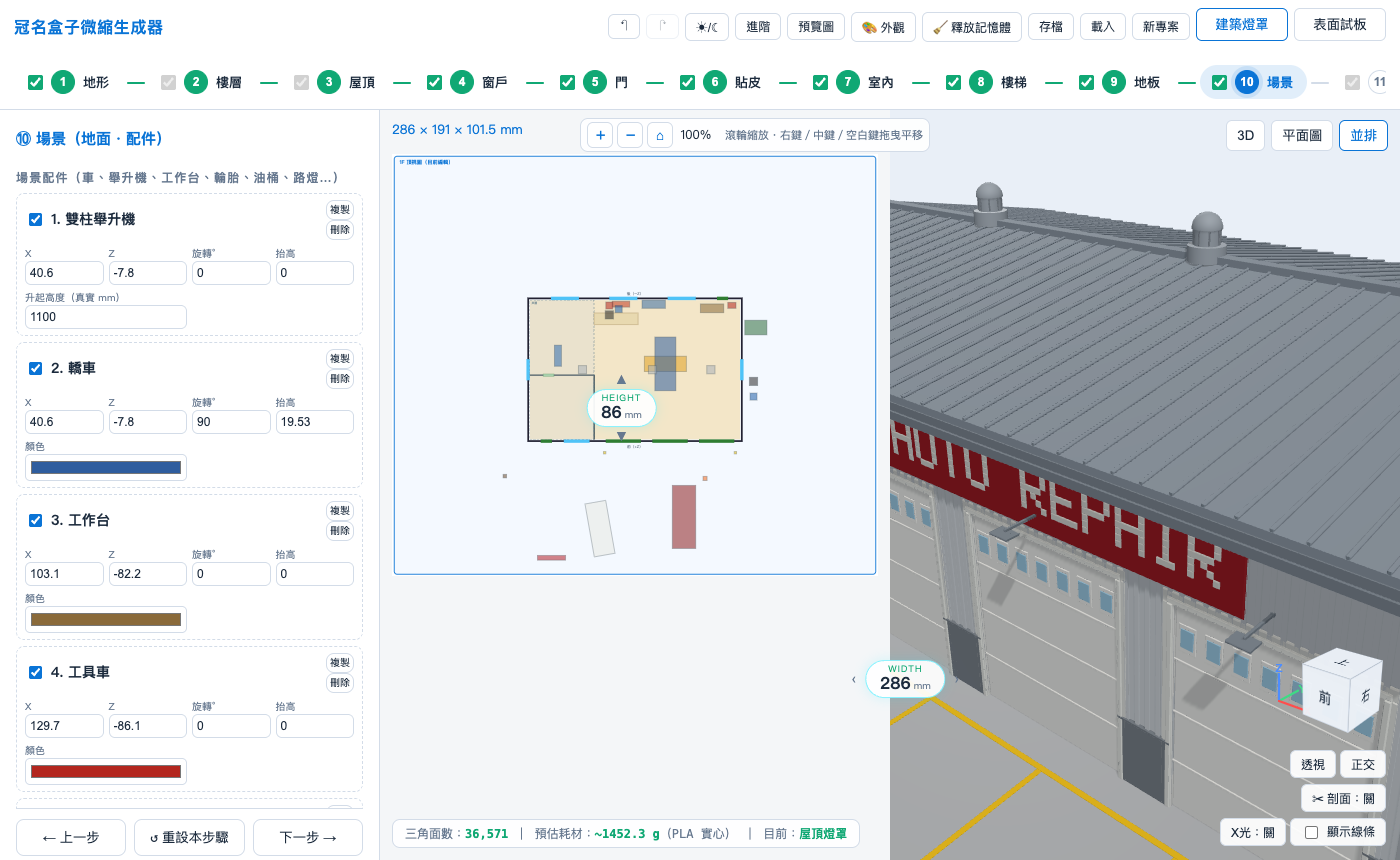 冠名盒子微縮生成器
☀/☾
進階
預覽圖
🎨 外觀
🧹 釋放記憶體
存檔
載入
新專案
建築燈罩
表面試板
1 地形
2 樓層
3 屋頂
4 窗戶
5 門
6 貼皮
7 室內
8 樓梯
9 地板
10 場景
11
⑩ 場景（地面 · 配件）
場景配件（車、舉升機、工作台、輪胎、油桶、路燈…）
1. 雙柱舉升機
複製
刪除
X Z 旋轉° 抬高
40.6 -7.8 0 0
升起高度（真實 mm）
1100
2. 轎車
複製
刪除
X Z 旋轉° 抬高
40.6 -7.8 90 19.53
顏色
3. 工作台
複製
刪除
X Z 旋轉° 抬高
103.1 -82.2 0 0
顏色
4. 工具車
複製
刪除
X Z 旋轉° 抬高
129.7 -86.1 0 0
顏色
← 上一步
↺ 重設本步驟
下一步 →
286 × 191 × 101.5 mm
+ − ⌂ 100% 滾輪縮放 · 右鍵 / 中鍵 / 空白鍵拖曳平移
1F 頂視圖（目前編輯）
HEIGHT
86 mm
WIDTH
286 mm
三角面數：36,571 | 預估耗材：~1452.3 g (PLA 實心) | 目前：屋頂燈罩
3D
平面圖
並排
AUTO REPAIR
上
前
右
Z
透視
正交
✂ 剖面：關
X光：關
顯示線條